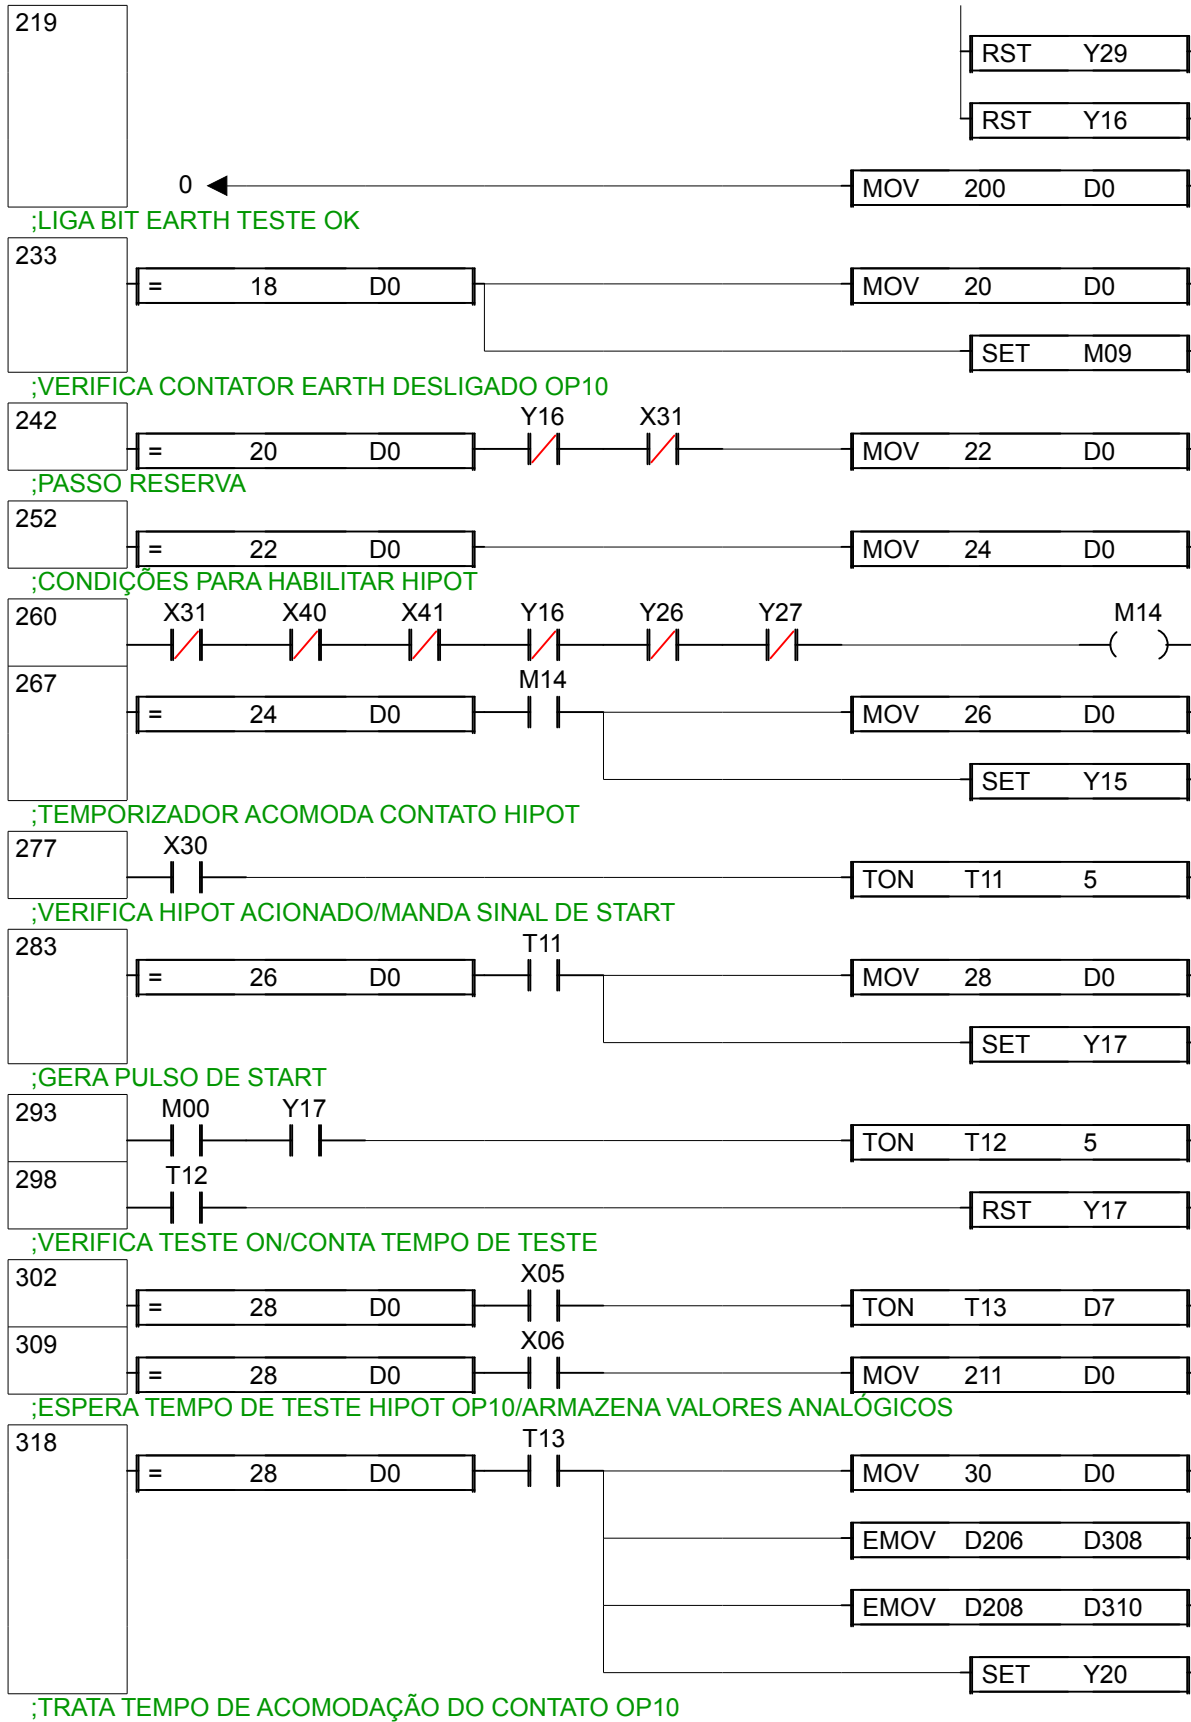 219
RST Y29
RST Y16
0 MOV 200 D0
;LIGA BIT EARTH TESTE OK
233
= 18 D0 MOV 20 D0
SET M09
;VERIFICA CONTATOR EARTH DESLIGADO OP10
242 Y16 X31
= 20 D0 MOV 22 D0
;PASSO RESERVA
252
= 22 D0 MOV 24 D0
;CONDIÇÕES PARA HABILITAR HIPOT
260 X31 X40 X41 Y16 Y26 Y27 M14
( )
267 M14
= 24 D0 MOV 26 D0
SET Y15
;TEMPORIZADOR ACOMODA CONTATO HIPOT
277 X30
TON T11 5
;VERIFICA HIPOT ACIONADO/MANDA SINAL DE START
283 T11
= 26 D0 MOV 28 D0
SET Y17
;GERA PULSO DE START
293 M00 Y17
TON T12 5
298 T12
RST Y17
;VERIFICA TESTE ON/CONTA TEMPO DE TESTE
302 X05
= 28 D0 TON T13 D7
309 X06
= 28 D0 MOV 211 D0
;ESPERA TEMPO DE TESTE HIPOT OP10/ARMAZENA VALORES ANALÓGICOS
318 T13
= 28 D0 MOV 30 D0
EMOV D206 D308
EMOV D208 D310
SET Y20
;TRATA TEMPO DE ACOMODAÇÃO DO CONTATO OP10